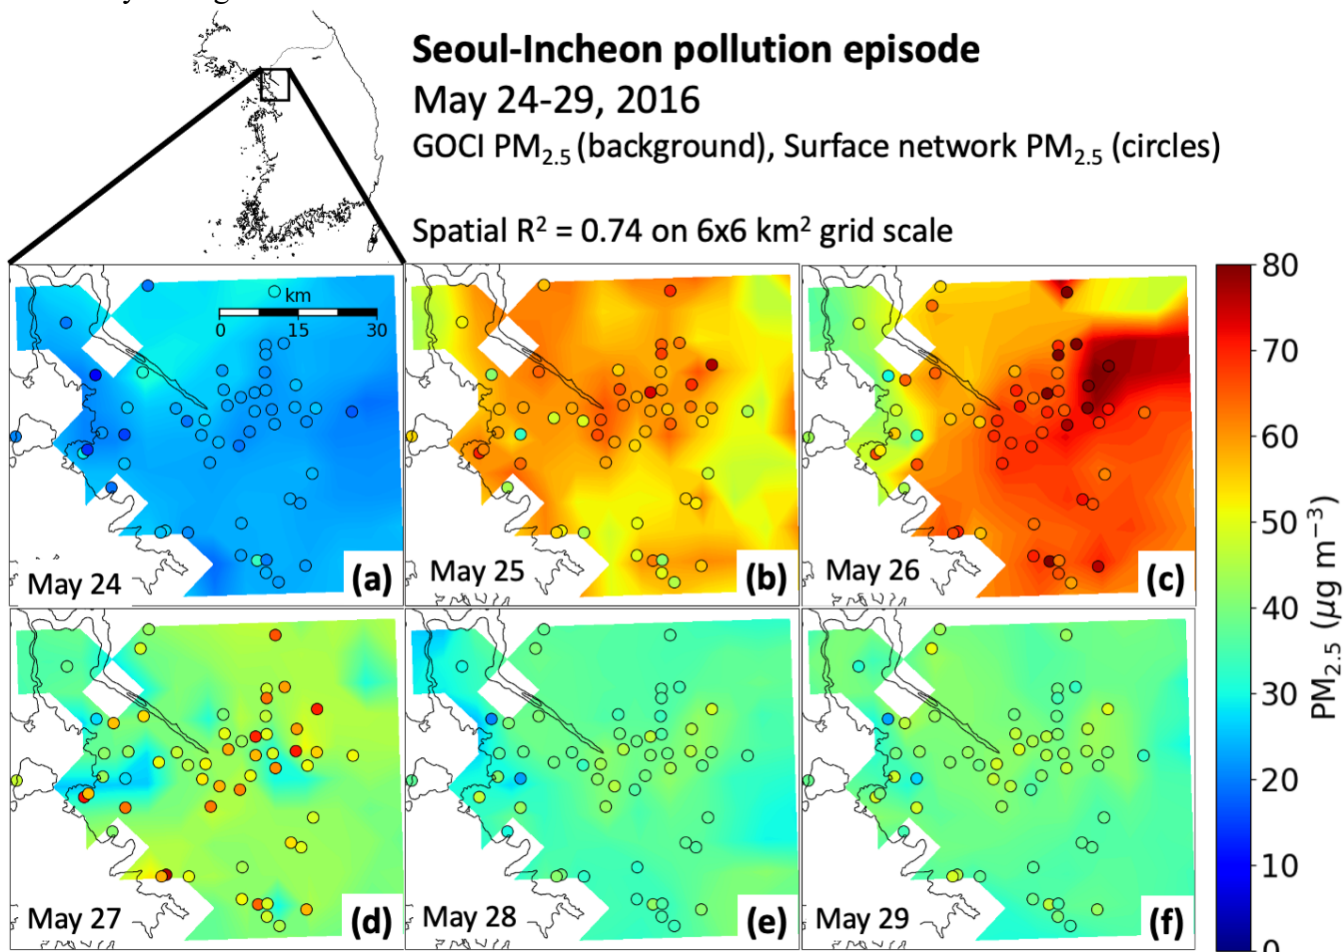 Seoul-Incheon pollution episode
May 24-29, 2016
GOCI PM2.5 (background), Surface network PM2.5 (circles)
Spatial R² = 0.74 on 6x6 km² grid scale
km
0 15 30
May 24 (a)
May 25 (b)
May 26 (c)
May 27 (d)
May 28 (e)
May 29 (f)
80
70
60
50
40
30
20
10
0
PM2.5 (μg m−3)